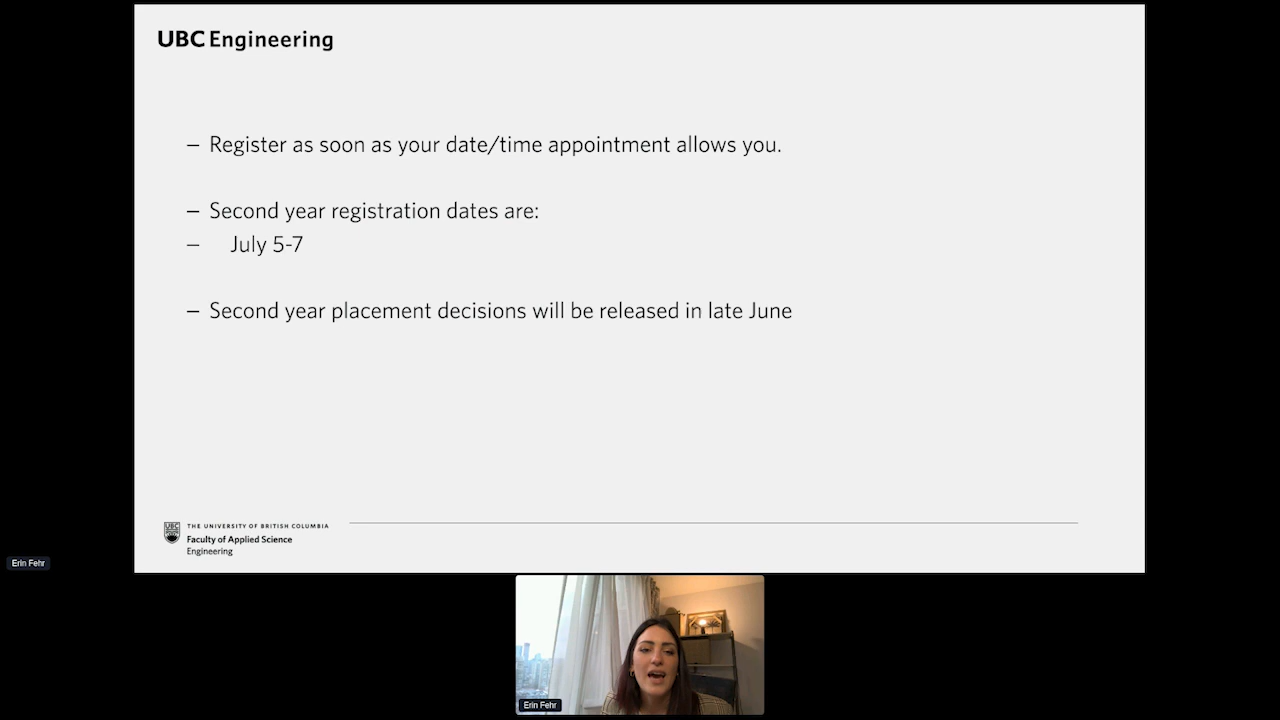 UBC Engineering
– Register as soon as your date/time appointment allows you.
– Second year registration dates are:
– July 5-7
– Second year placement decisions will be released in late June
UBC
THE UNIVERSITY OF BRITISH COLUMBIA
Faculty of Applied Science
Engineering
Erin Fehr
Erin Fehr